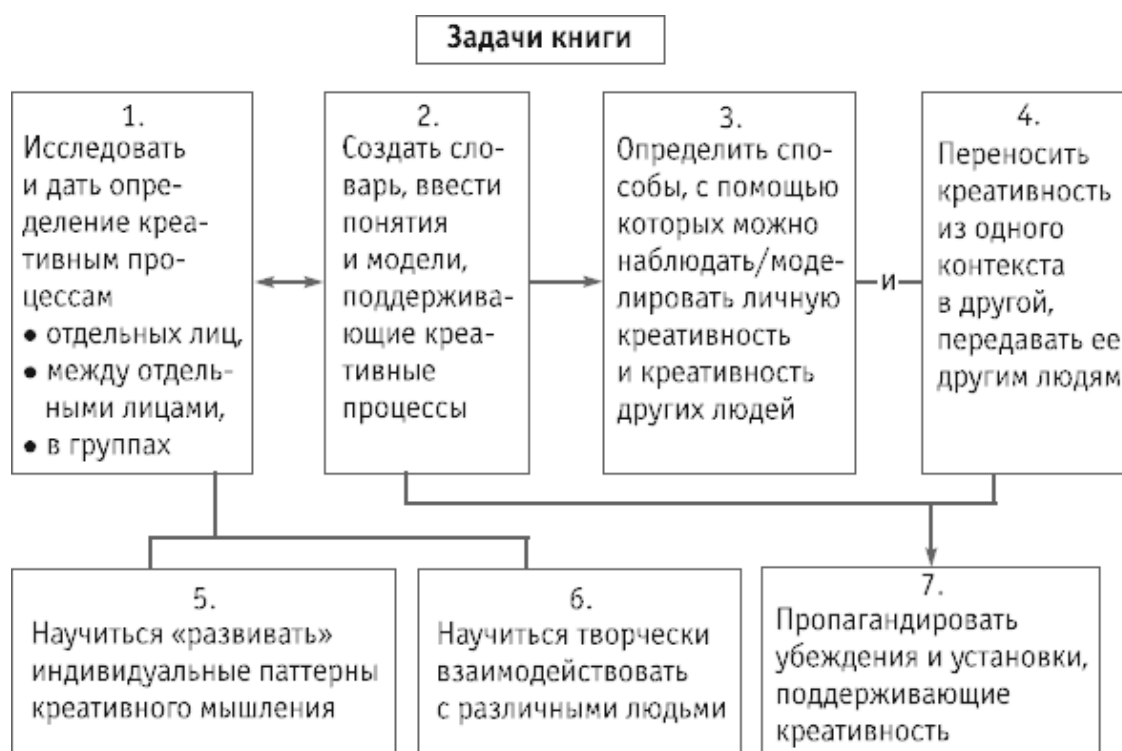 Задачи книги
1.
Исследовать
и дать опре-
деление креа-
тивным про-
цессам
• отдельных лиц,
• между отдель-
ными лицами,
• в группах
2.
Создать сло-
варь, ввести
понятия
и модели,
поддержива-
ющие креа-
тивные
процессы
3.
Определить спо-
собы, с помощью
которых можно
наблюдать/моде-
лировать личную
креативность
и креативность
других людей
и
4.
Переносить
креативность
из одного
контекста
в другой,
передавать ее
другим людям
5.
Научиться «развивать»
индивидуальные паттерны
креативного мышления
6.
Научиться творчески
взаимодействовать
с различными людьми
7.
Пропагандировать
убеждения и установки,
поддерживающие
креативность